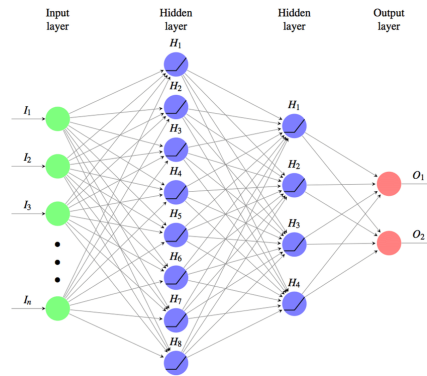 Input layer
Hidden layer
Hidden layer
Output layer
I1
I2
I3
In
H1
H2
H3
H4
H5
H6
H7
H8
H1
H2
H3
H4
O1
O2